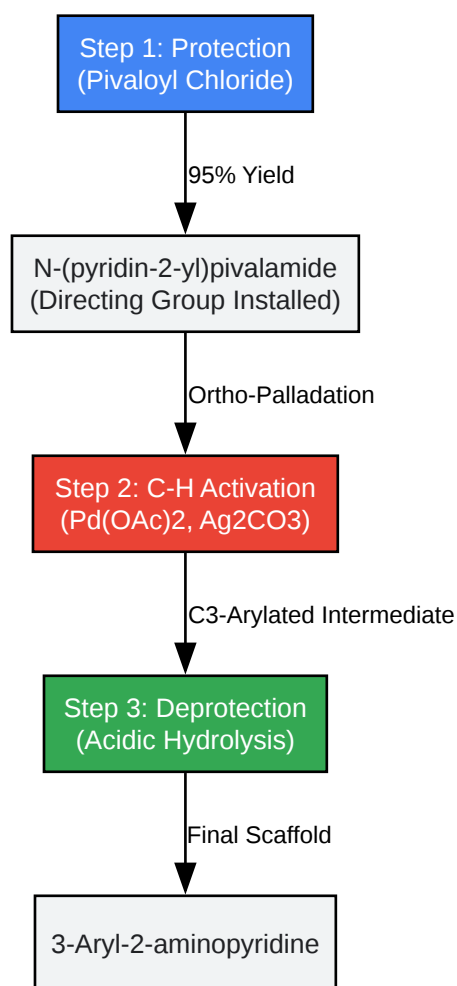 Step 1: Protection
(Pivaloyl Chloride)
95% Yield
N-(pyridin-2-yl)pivalamide
(Directing Group Installed)
Ortho-Palladation
Step 2: C-H Activation
(Pd(OAc)2, Ag2CO3)
C3-Arylated Intermediate
Step 3: Deprotection
(Acidic Hydrolysis)
Final Scaffold
3-Aryl-2-aminopyridine